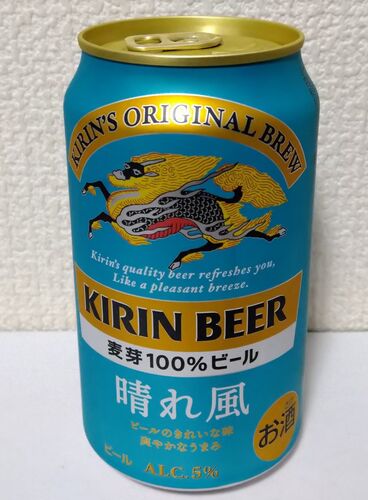 KIRIN'S ORIGINAL BREW
Kirin's quality beer refreshes you,
Like a pleasant breeze.
KIRIN BEER
麦芽100%ビール
晴れ風
ビールのきれいな味
爽やかなうまみ
お酒
ビール ALC.5%